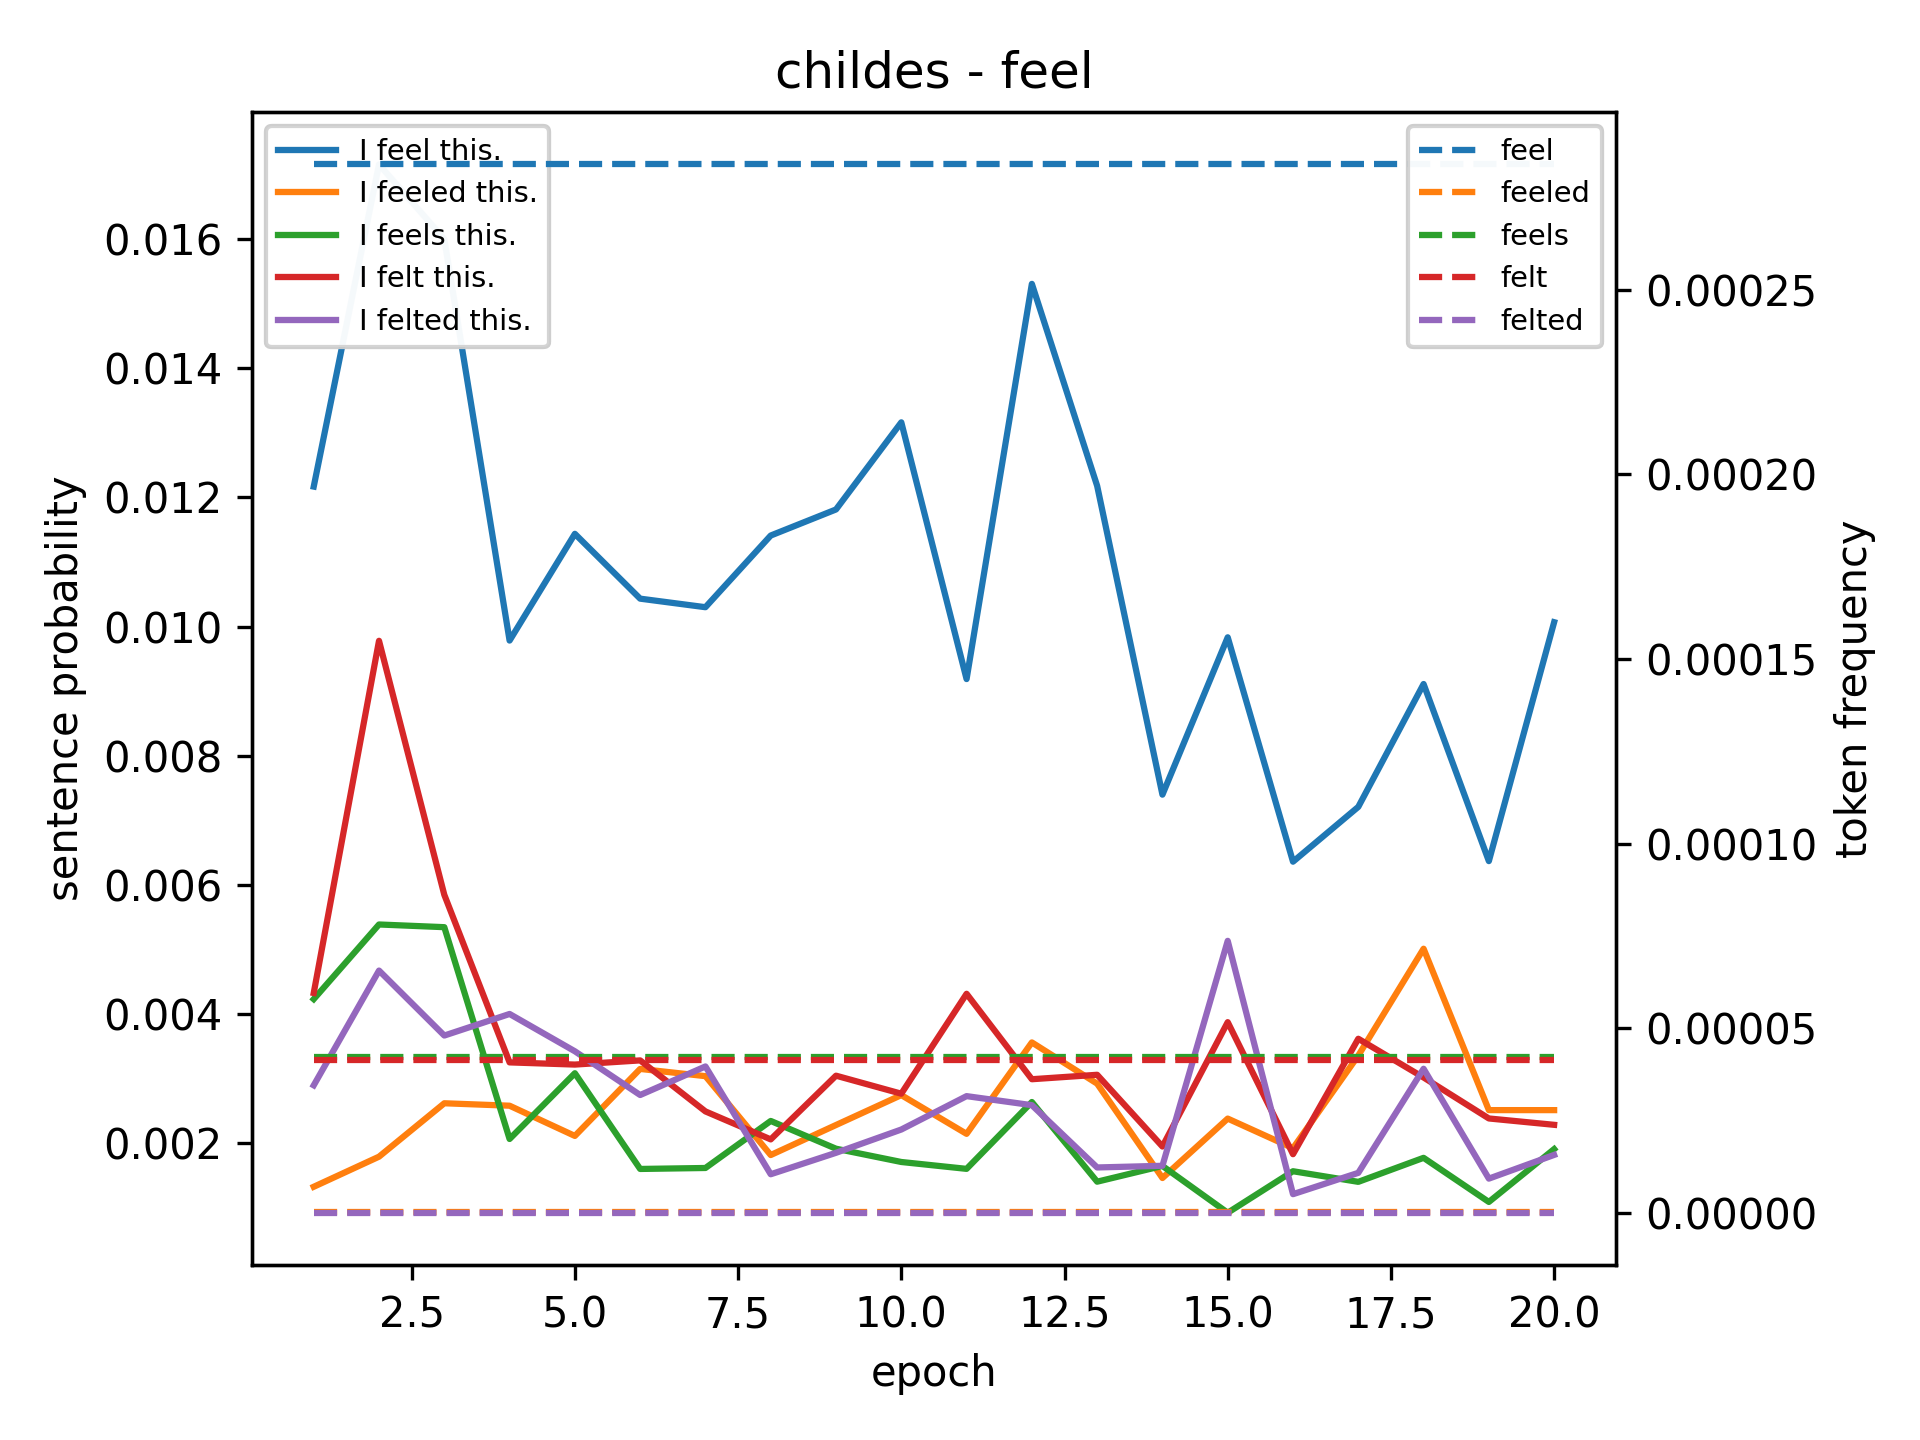 childes - feel
I feel this.
I feeled this.
I feels this.
I felt this.
I felted this.
feel
feeled
feels
felt
felted
sentence probability
0.016
0.014
0.012
0.010
0.008
0.006
0.004
0.002
token frequency
0.00025
0.00020
0.00015
0.00010
0.00005
0.00000
2.5 5.0 7.5 10.0 12.5 15.0 17.5 20.0
epoch